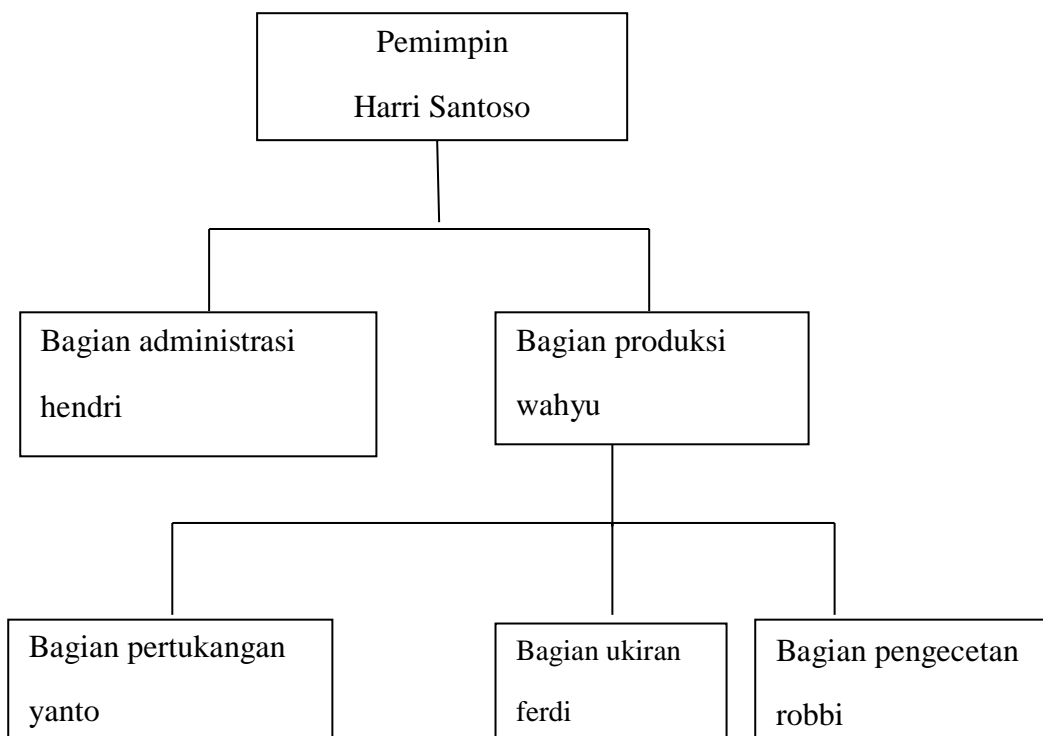 Pemimpin
Harri Santoso
Bagian administrasi
hendri
Bagian produksi
wahyu
Bagian pertukangan
yanto
Bagian ukiran
ferdi
Bagian pengecetan
robbi